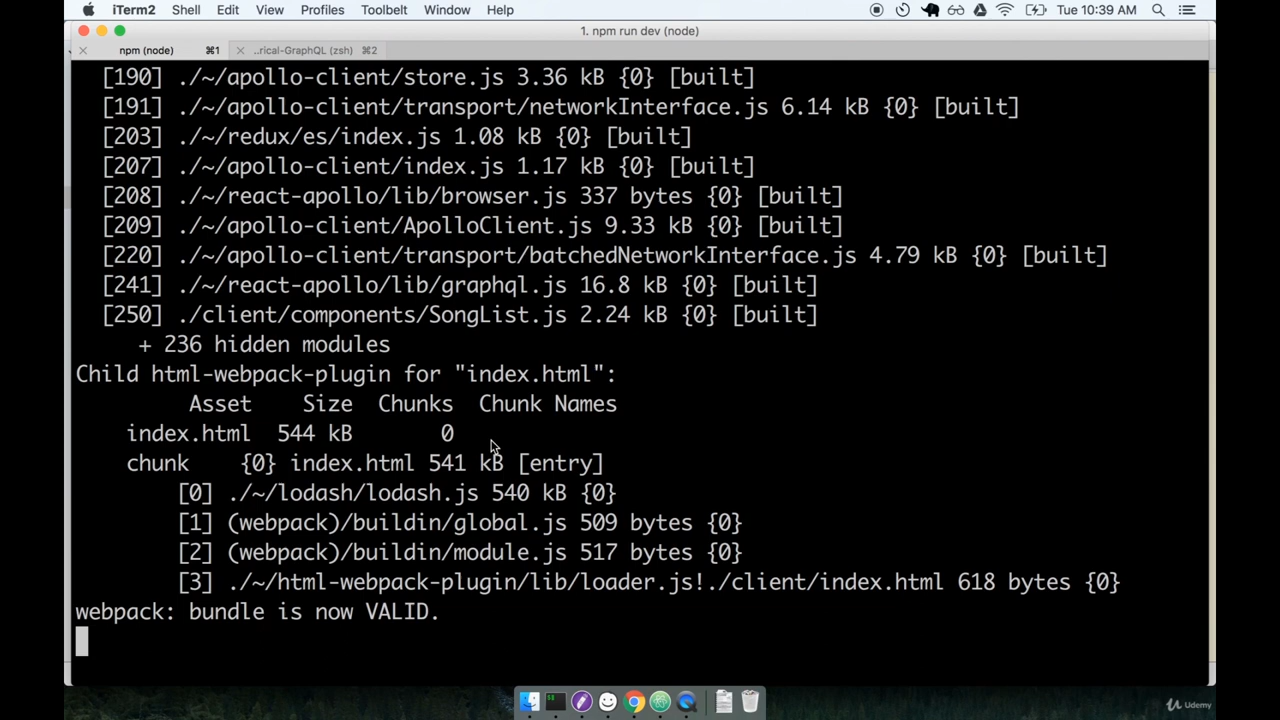 iTerm2 Shell Edit View Profiles Toolbelt Window Help Tue 10:39 AM
1. npm run dev (node)
npm (node) ⌘1 ..rical-GraphQL (zsh) ⌘2
[190] ./~/apollo-client/store.js 3.36 kB {0} [built]
[191] ./~/apollo-client/transport/networkInterface.js 6.14 kB {0} [built]
[203] ./~/redux/es/index.js 1.08 kB {0} [built]
[207] ./~/apollo-client/index.js 1.17 kB {0} [built]
[208] ./~/react-apollo/lib/browser.js 337 bytes {0} [built]
[209] ./~/apollo-client/ApolloClient.js 9.33 kB {0} [built]
[220] ./~/apollo-client/transport/batchedNetworkInterface.js 4.79 kB {0} [built]
[241] ./~/react-apollo/lib/graphql.js 16.8 kB {0} [built]
[250] ./client/components/SongList.js 2.24 kB {0} [built]
+ 236 hidden modules
Child html-webpack-plugin for "index.html":
Asset Size Chunks Chunk Names
index.html 544 kB 0
chunk {0} index.html 541 kB [entry]
[0] ./~/lodash/lodash.js 540 kB {0}
[1] (webpack)/buildin/global.js 509 bytes {0}
[2] (webpack)/buildin/module.js 517 bytes {0}
[3] ./~/html-webpack-plugin/lib/loader.js!./client/index.html 618 bytes {0}
webpack: bundle is now VALID.
Udemy